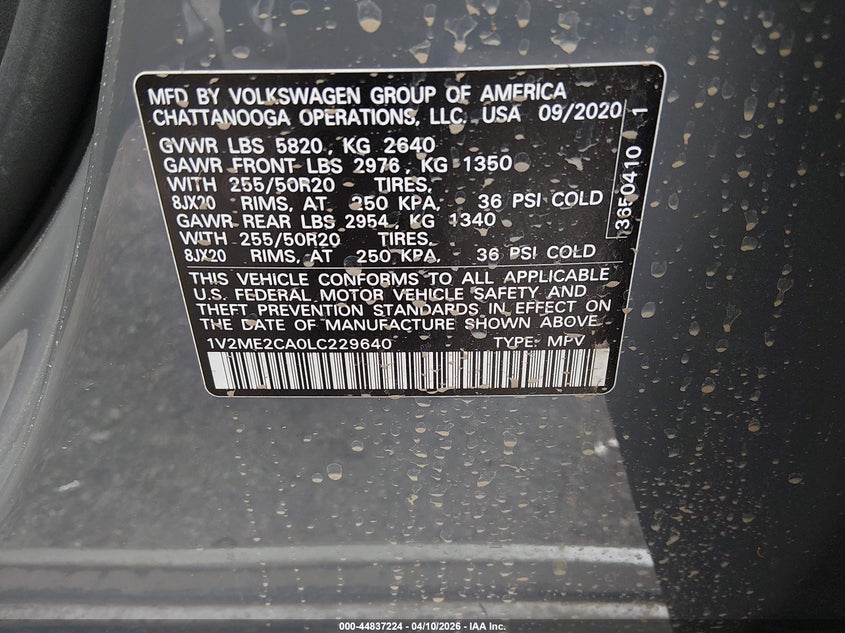 MFD BY VOLKSWAGEN GROUP OF AMERICA
CHATTANOOGA OPERATIONS, LLC. USA 09/2020
GVWR LBS 5820, KG 2640
GAWR FRONT LBS 2976, KG 1350
WITH 255/50R20 TIRES,
8JX20 RIMS, AT 250 KPA, 36 PSI COLD
GAWR REAR LBS 2954, KG 1340
WITH 255/50R20 TIRES,
8JX20 RIMS, AT 250 KPA, 36 PSI COLD
THIS VEHICLE CONFORMS TO ALL APPLICABLE
U.S. FEDERAL MOTOR VEHICLE SAFETY AND
THEFT PREVENTION STANDARDS IN EFFECT ON
THE DATE OF MANUFACTURE SHOWN ABOVE.
1V2ME2CA0LC229640 TYPE: MPV
3650410 1
000-44837224 | 04/10/2026 | IAA Inc.